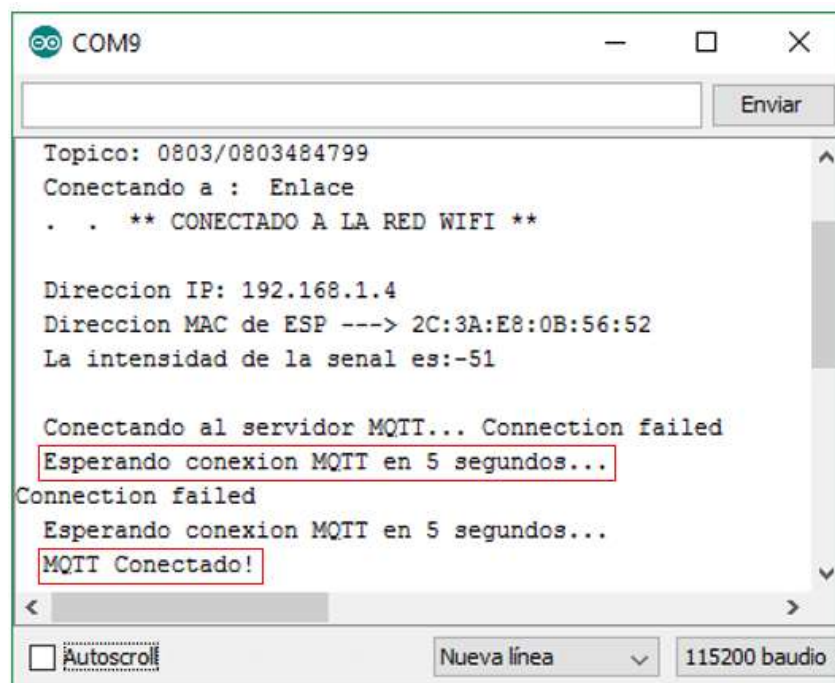 COM9
Enviar
Topico: 0803/0803484799
Conectando a :  Enlace
.  .  ** CONECTADO A LA RED WIFI **
Direccion IP: 192.168.1.4
Direccion MAC de ESP ---> 2C:3A:E8:0B:56:52
La intensidad de la senal es:-51
Conectando al servidor MQTT... Connection failed
Esperando conexion MQTT en 5 segundos...
Connection failed
Esperando conexion MQTT en 5 segundos...
MQTT Conectado!
Autoscroll
Nueva línea
115200 baudio